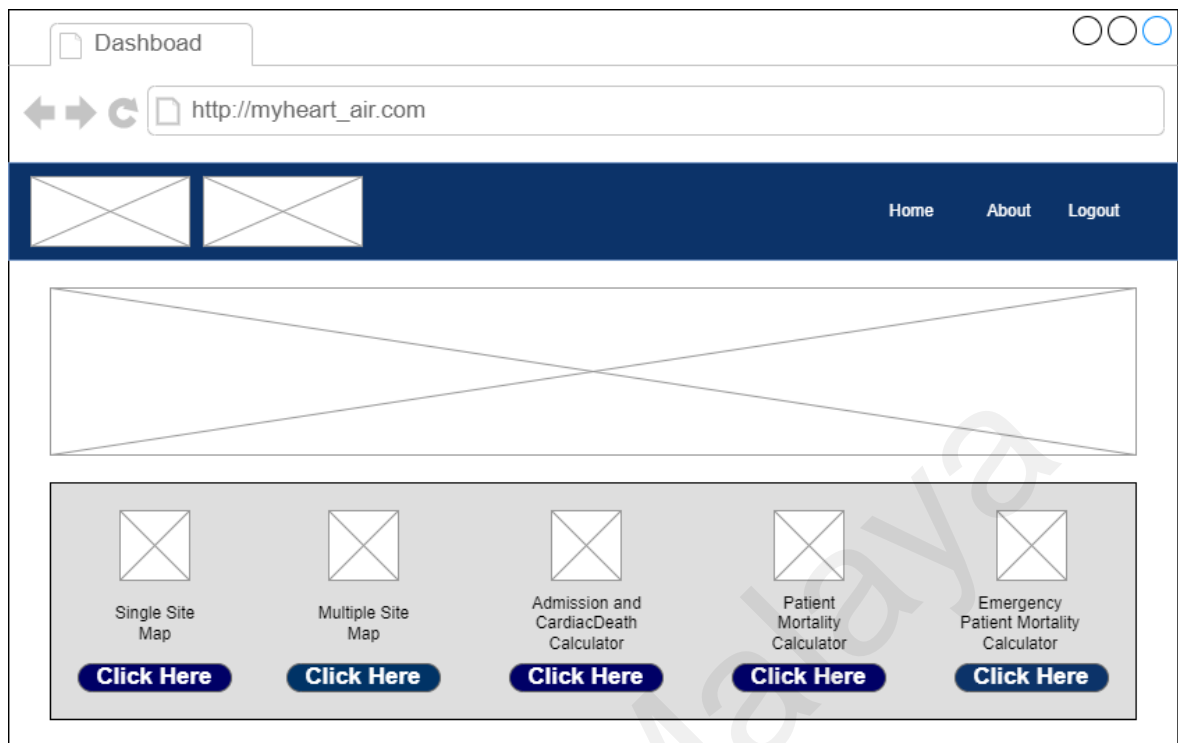 Dashboad
http://myheart_air.com
Home About Logout
Single Site
Map
Click Here
Multiple Site
Map
Click Here
Admission and
CardiacDeath
Calculator
Click Here
Patient
Mortality
Calculator
Click Here
Emergency
Patient Mortality
Calculator
Click Here
Malaya